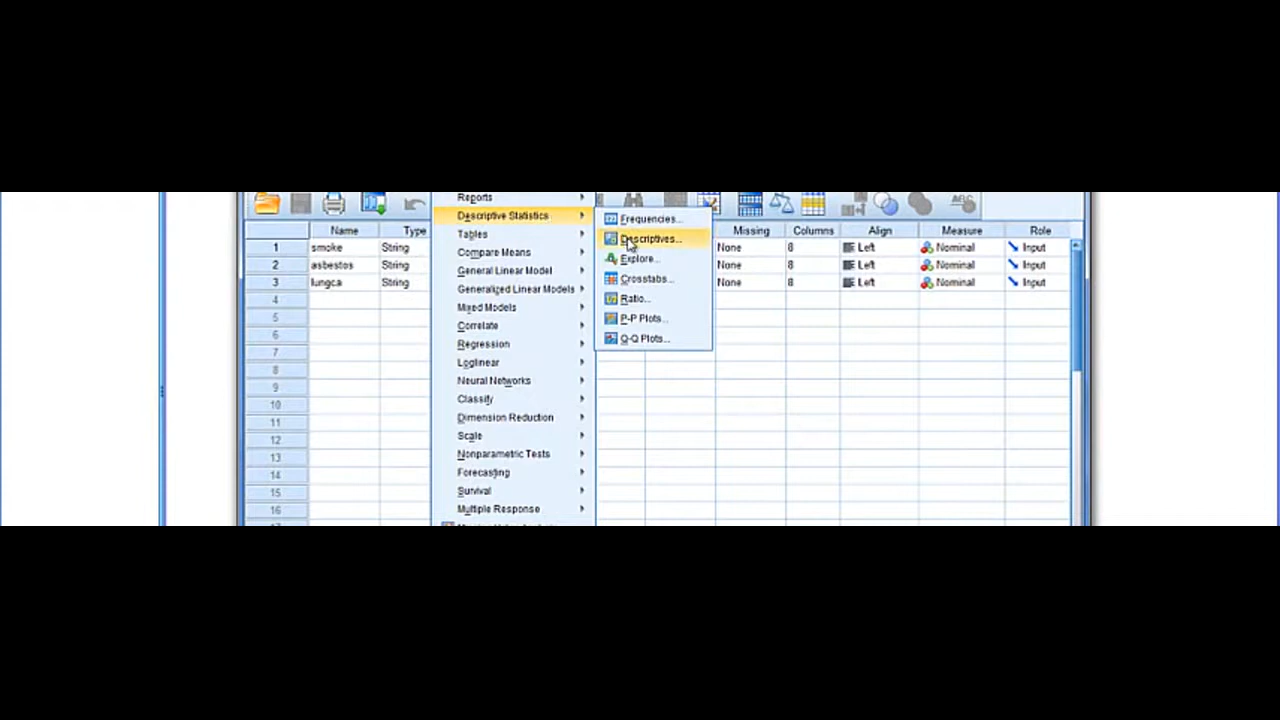 Reports
Descriptive Statistics
Tables
Compare Means
General Linear Model
Generalized Linear Models
Mixed Models
Correlate
Regression
Loglinear
Neural Networks
Classify
Dimension Reduction
Scale
Nonparametric Tests
Forecasting
Survival
Multiple Response
Frequencies...
Descriptives...
Explore...
Crosstabs...
Ratio...
P-P Plots...
Q-Q Plots...
ABC
Name Type Missing Columns Align Measure Role
1 smoke String None 8 Left Nominal Input
2 asbestos String None 8 Left Nominal Input
3 lungca String None 8 Left Nominal Input
4
5
6
7
8
9
10
11
12
13
14
15
16